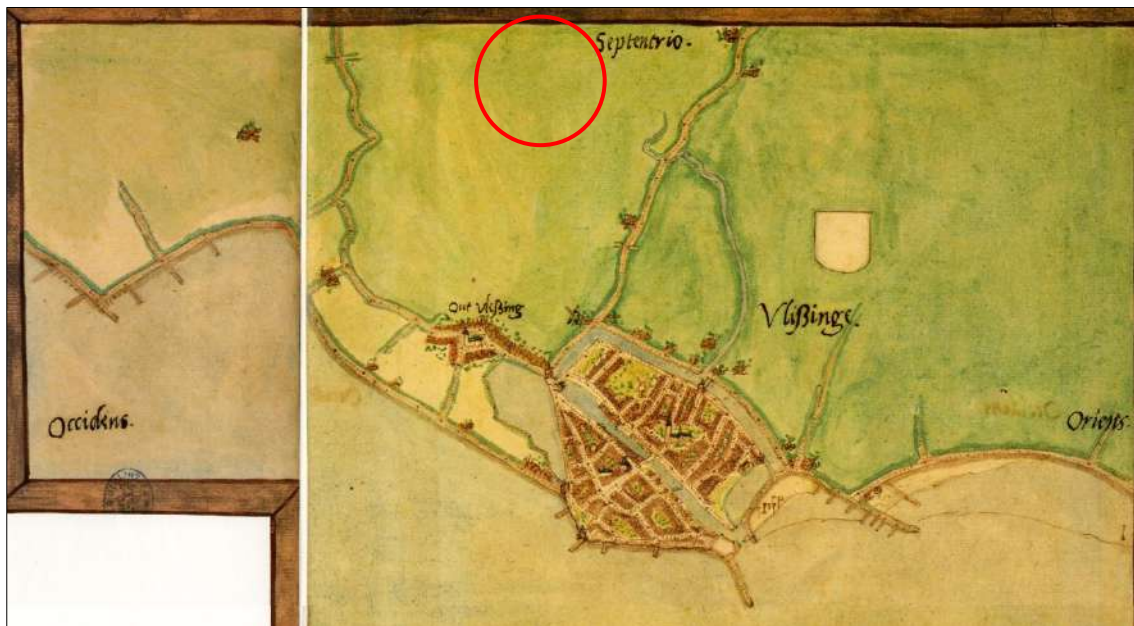 Septentrio.
Out Vlißing
Vlißinge.
Occidens.
Oriens.